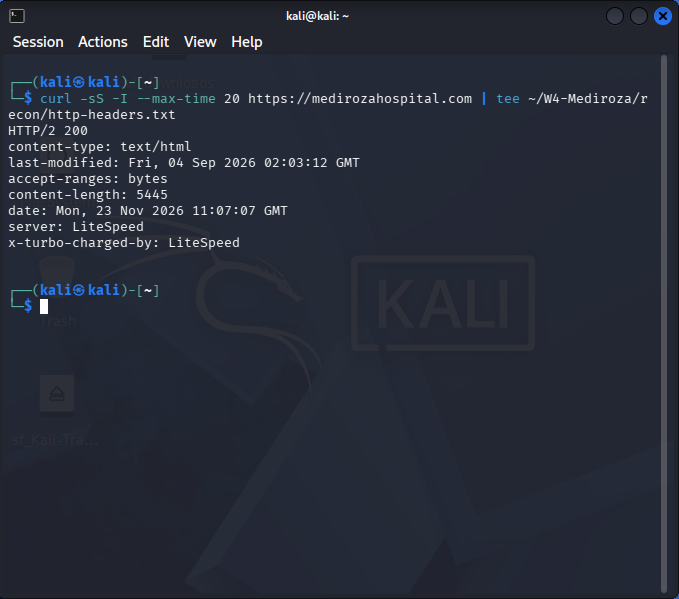 kali@kali: ~
Session Actions Edit View Help
┌──(kali㉿kali)-[~]
└─$ curl -sS -I --max-time 20 https://medirozahospital.com | tee ~/W4-Mediroza/r
econ/http-headers.txt
HTTP/2 200
content-type: text/html
last-modified: Fri, 04 Sep 2026 02:03:12 GMT
accept-ranges: bytes
content-length: 5445
date: Mon, 23 Nov 2026 11:07:07 GMT
server: LiteSpeed
x-turbo-charged-by: LiteSpeed
┌──(kali㉿kali)-[~]
└─$
KALI
Trash
sf_Kali-Tra...